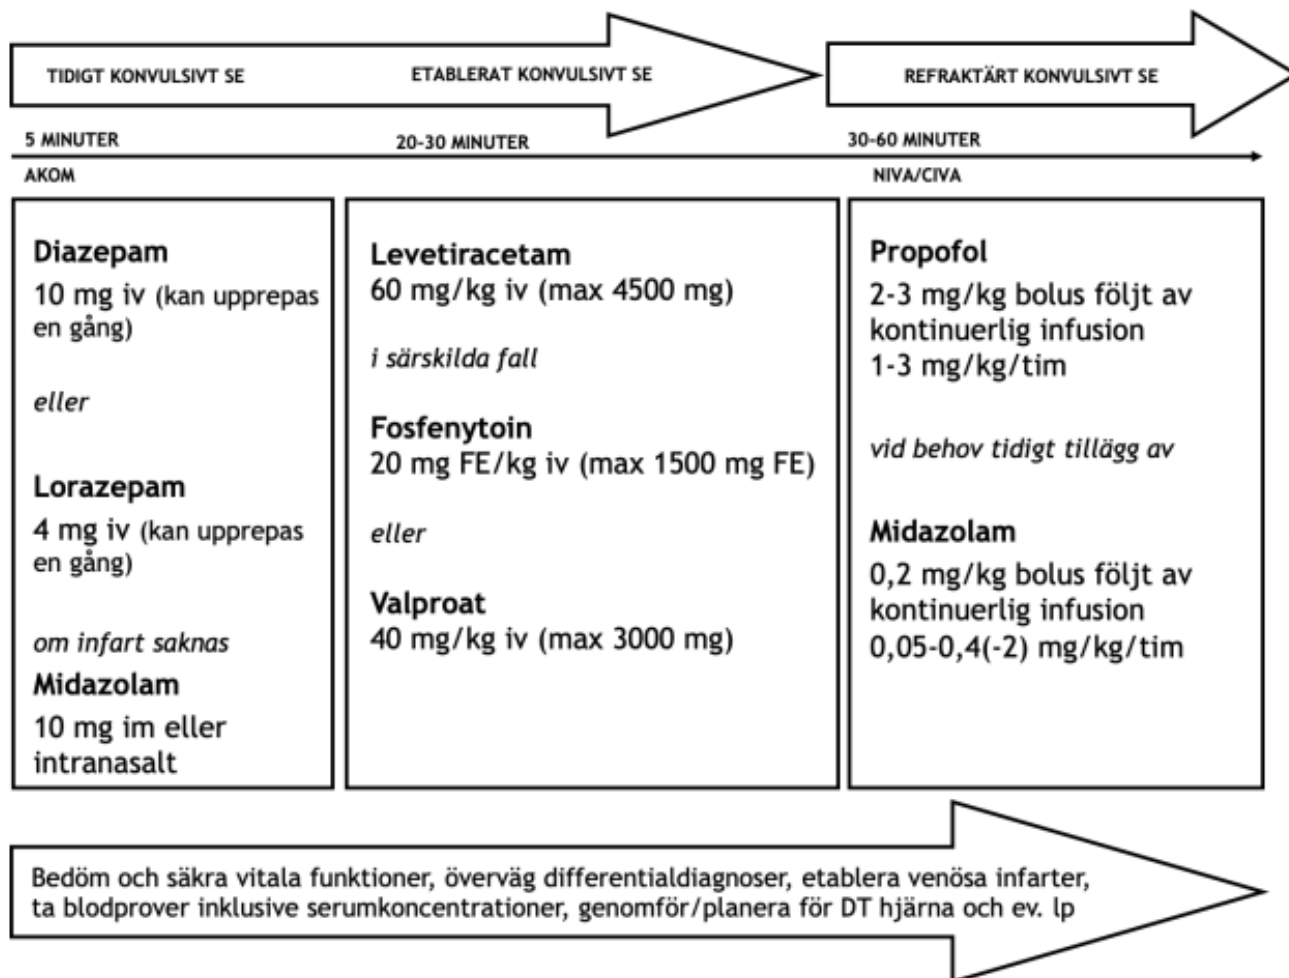 TIDIGT KONVULSIVT SE
ETABLERAT KONVULSIVT SE
REFRAKTÄRT KONVULSIVT SE
5 MINUTER
20-30 MINUTER
30-60 MINUTER
AKOM
NIVA/CIVA
Diazepam
10 mg iv (kan upprepas
en gång)
eller
Lorazepam
4 mg iv (kan upprepas
en gång)
om infart saknas
Midazolam
10 mg im eller
intranasalt
Levetiracetam
60 mg/kg iv (max 4500 mg)
i särskilda fall
Fosfenytoin
20 mg FE/kg iv (max 1500 mg FE)
eller
Valproat
40 mg/kg iv (max 3000 mg)
Propofol
2-3 mg/kg bolus följt av
kontinuerlig infusion
1-3 mg/kg/tim
vid behov tidigt tillägg av
Midazolam
0,2 mg/kg bolus följt av
kontinuerlig infusion
0,05-0,4(-2) mg/kg/tim
Bedöm och säkra vitala funktioner, överväg differentialdiagnoser, etablera venösa infarter,
ta blodprover inklusive serumkoncentrationer, genomför/planera för DT hjärna och ev. lp